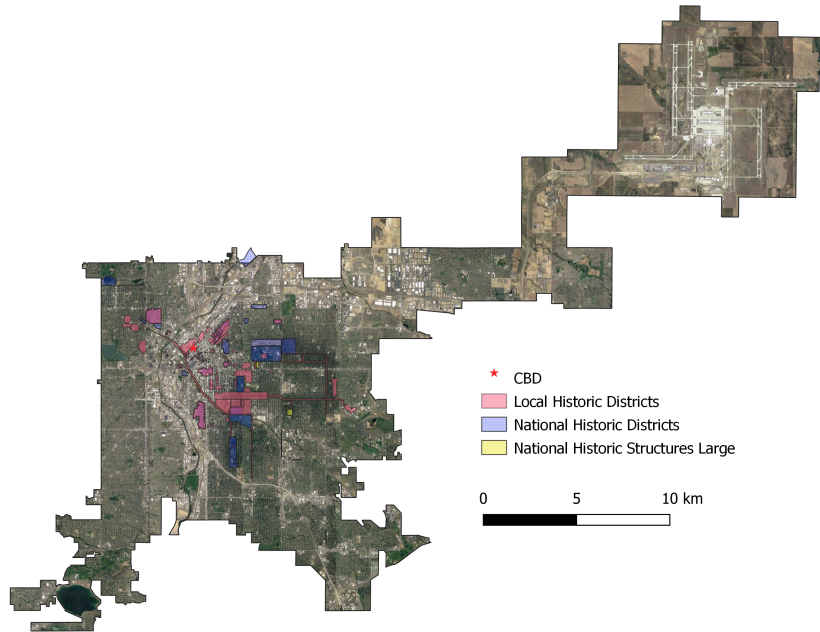 CBD
Local Historic Districts
National Historic Districts
National Historic Structures Large
0 5 10 km